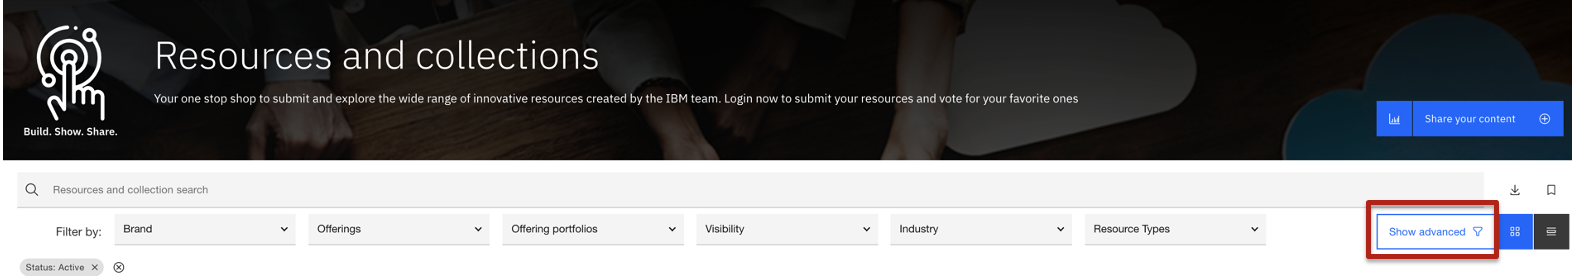 Resources and collections
Your one stop shop to submit and explore the wide range of innovative resources created by the IBM team. Login now to submit your resources and vote for your favorite ones
Build. Show. Share.
Share your content
Resources and collection search
Filter by: Brand Offerings Offering portfolios Visibility Industry Resource Types Show advanced
Status: Active